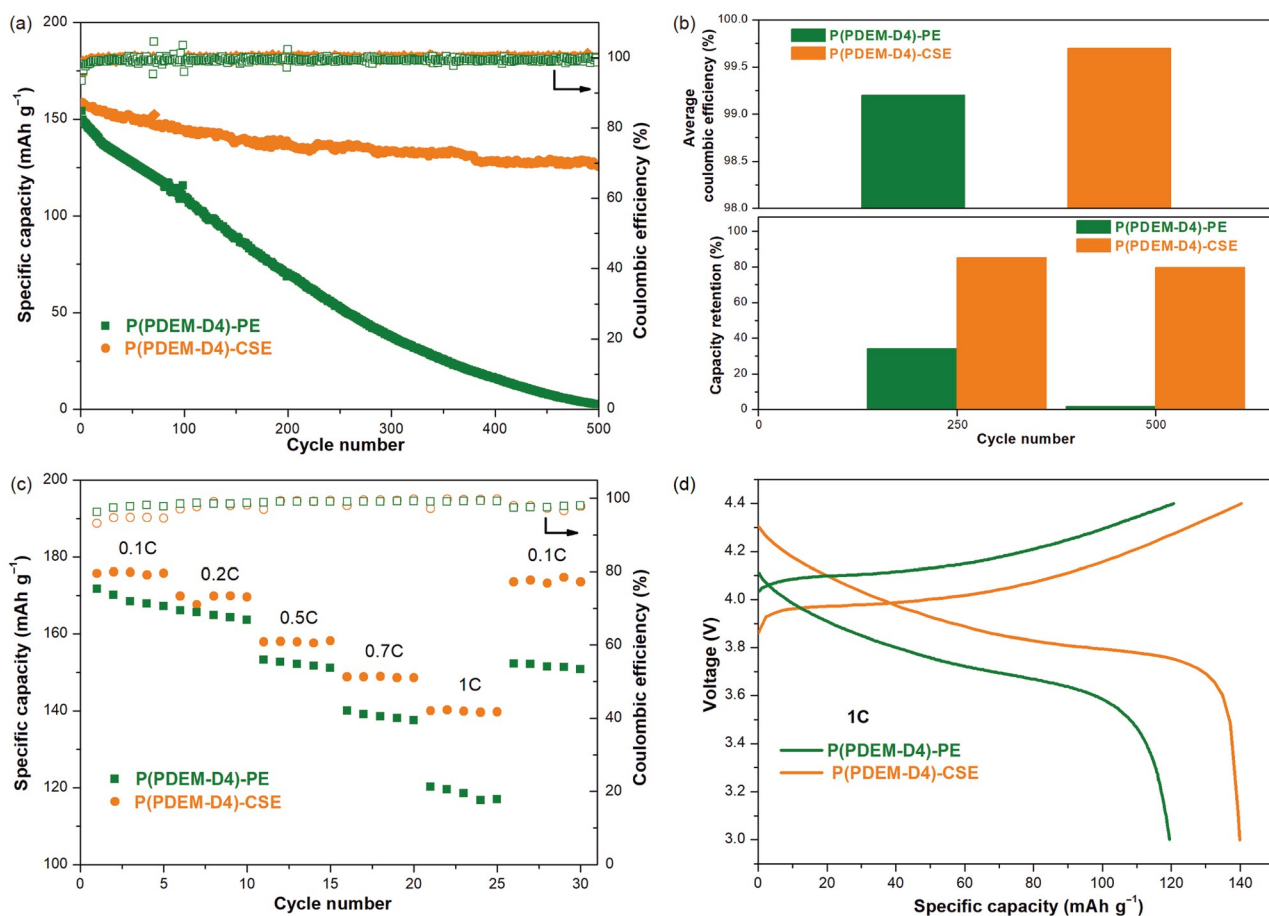 (a)
200
150
100
50
0
Specific capacity (mAh g⁻¹)
P(PDEM-D4)-PE
P(PDEM-D4)-CSE
0 100 200 300 400 500
Cycle number
100
80
60
40
20
0
Coulombic efficiency (%)
(b)
100.0
99.5
99.0
98.5
98.0
Average
coulombic efficiency (%)
P(PDEM-D4)-PE
P(PDEM-D4)-CSE
100
80
60
40
20
0
Capacity retention (%)
P(PDEM-D4)-PE
P(PDEM-D4)-CSE
0 250 500
Cycle number
(c)
200
180
160
140
120
100
Specific capacity (mAh g⁻¹)
0.1C
0.2C
0.5C
0.7C
1C
0.1C
P(PDEM-D4)-PE
P(PDEM-D4)-CSE
0 5 10 15 20 25 30
Cycle number
100
80
60
40
20
0
Coulombic efficiency (%)
(d)
4.4
4.2
4.0
3.8
3.6
3.4
3.2
3.0
Voltage (V)
1C
P(PDEM-D4)-PE
P(PDEM-D4)-CSE
0 20 40 60 80 100 120 140
Specific capacity (mAh g⁻¹)